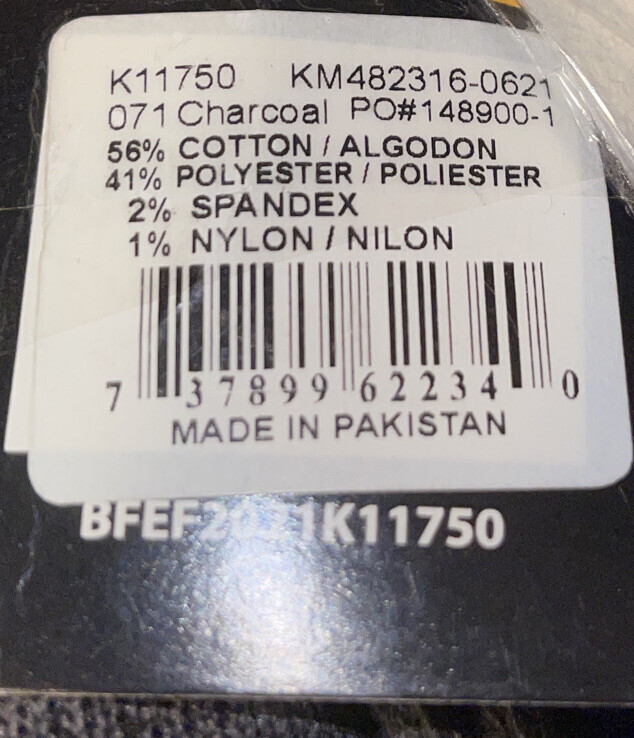 K11750 KM482316-0621
071 Charcoal PO#148900-1
56% COTTON / ALGODON
41% POLYESTER / POLIESTER
2% SPANDEX
1% NYLON / NILON
7 37899 62234 0
MADE IN PAKISTAN
BFEF2021K11750